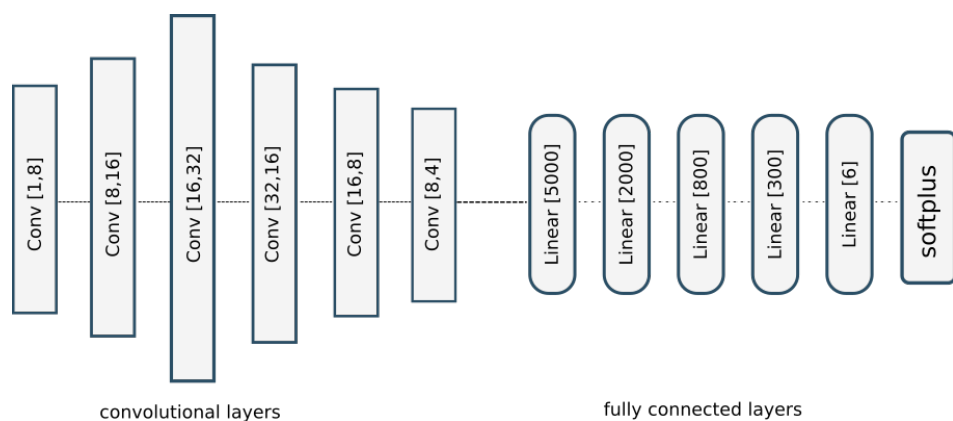 Conv [1,8]
Conv [8,16]
Conv [16,32]
Conv [32,16]
Conv [16,8]
Conv [8,4]
Linear [5000]
Linear [2000]
Linear [800]
Linear [300]
Linear [6]
softplus
convolutional layers
fully connected layers